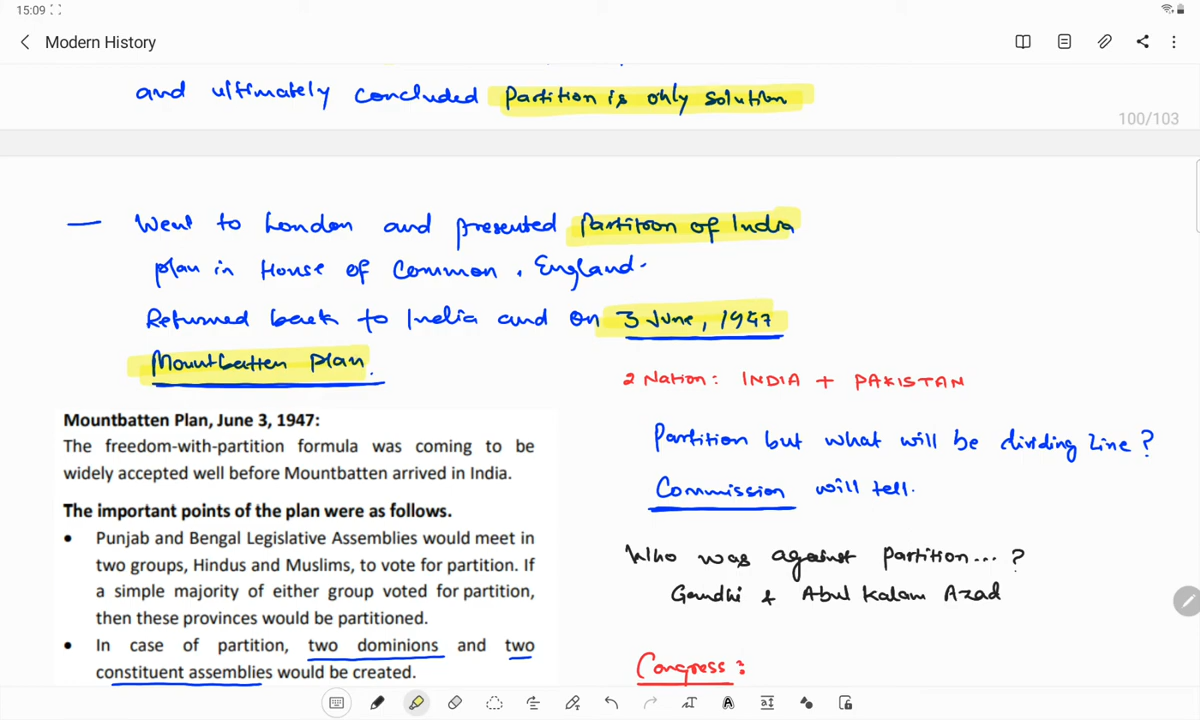 15:09
Modern History
and ultimately concluded Partition is only solution
100/103
— Went to London and presented Partitoon of India
plan in House of Common, England.
Returned back to India and on 3 June, 1947
Mountbatten plan.
2 Nation: INDIA + PAKISTAN
Mountbatten Plan, June 3, 1947:
The freedom-with-partition formula was coming to be
widely accepted well before Mountbatten arrived in India.
Partition but what will be dividing Line?
Commission will tell.
The important points of the plan were as follows.
• Punjab and Bengal Legislative Assemblies would meet in
two groups, Hindus and Muslims, to vote for partition. If
a simple majority of either group voted for partition,
then these provinces would be partitioned.
• In case of partition, two dominions and two
constituent assemblies would be created.
Who was against partition...?
Gandhi & Abul Kalam Azad
Congress: